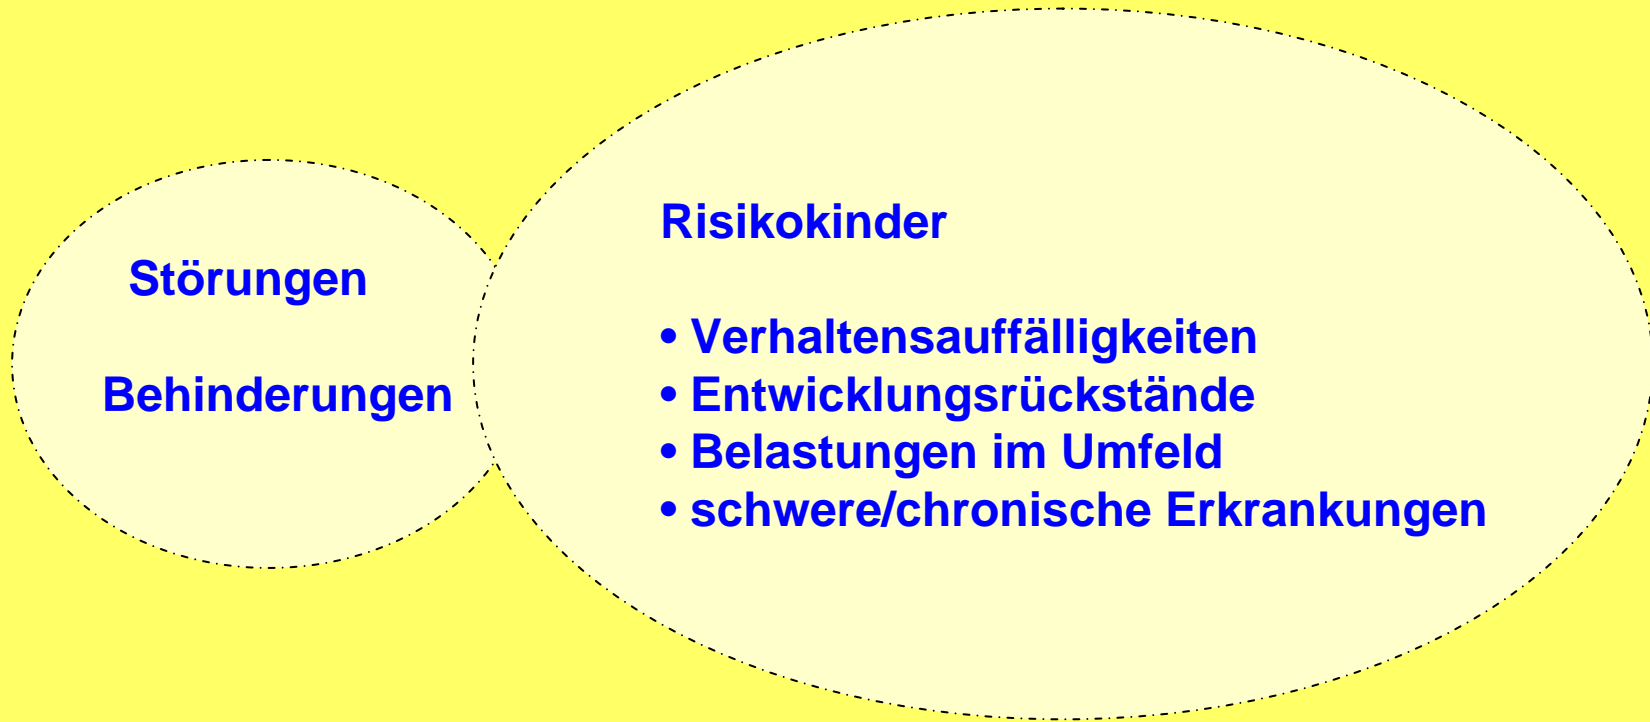 Störungen
Behinderungen
Risikokinder
• Verhaltensauffälligkeiten
• Entwicklungsrückstände
• Belastungen im Umfeld
• schwere/chronische Erkrankungen